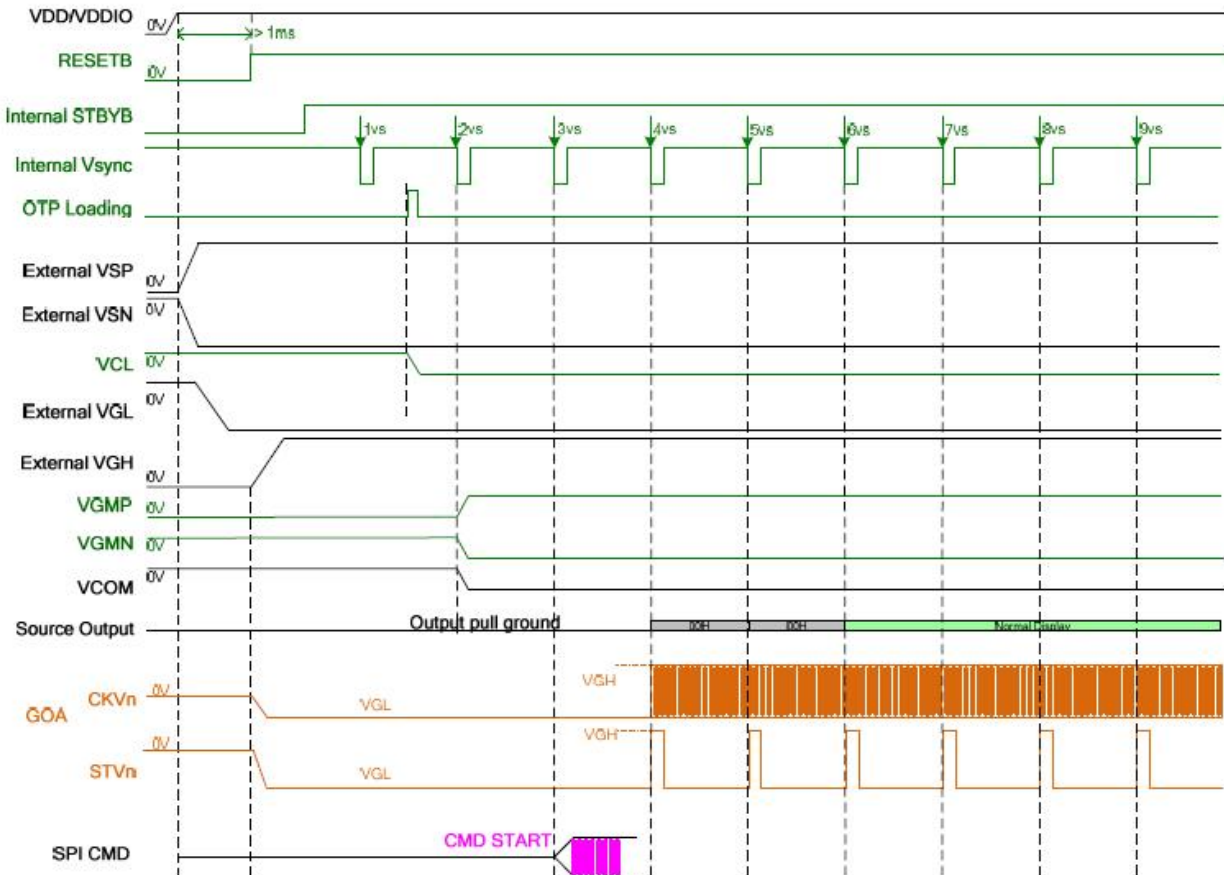 VDD/VDDIO 0V > 1ms
RESETB 0V
Internal STBYB
1vs 2vs 3vs 4vs 5vs 6vs 7vs 8vs 9vs
Internal Vsync
OTP Loading
External VSP 0V
External VSN 0V
VCL 0V
External VGL 0V
External VGH 0V
VGMP 0V
VGMN 0V
VCOM 0V
Source Output Output pull ground 00H 00H Normal Display
GOA
CKVn 0V VGL VGH
STVn 0V VGL VGH
CMD START
SPI CMD